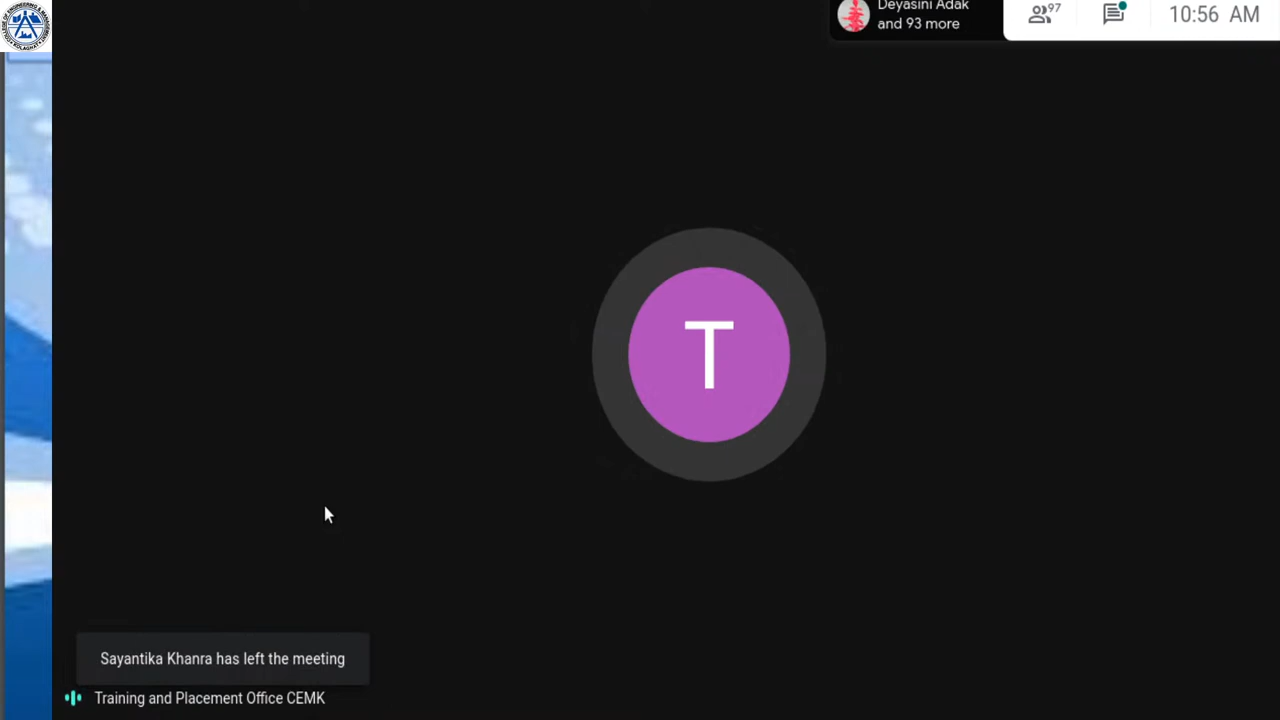 Deyasini Adak
and 93 more
97
10:56 AM
T
Sayantika Khanra has left the meeting
Training and Placement Office CEMK